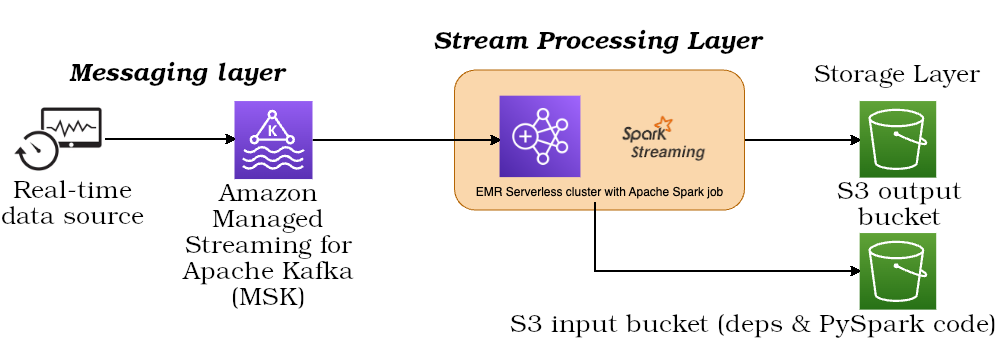 Stream Processing Layer
Messaging layer
Storage Layer
K
Spark
Streaming
EMR Serverless cluster with Apache Spark job
Real-time
data source
Amazon
Managed
Streaming for
Apache Kafka
(MSK)
S3 output
bucket
S3 input bucket (deps & PySpark code)